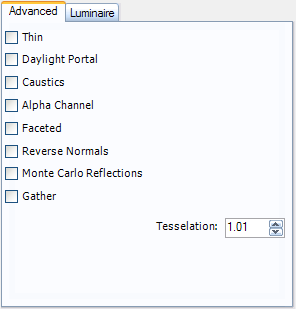 Advanced Luminaire
Thin
Daylight Portal
Caustics
Alpha Channel
Faceted
Reverse Normals
Monte Carlo Reflections
Gather
Tesselation: 1.01